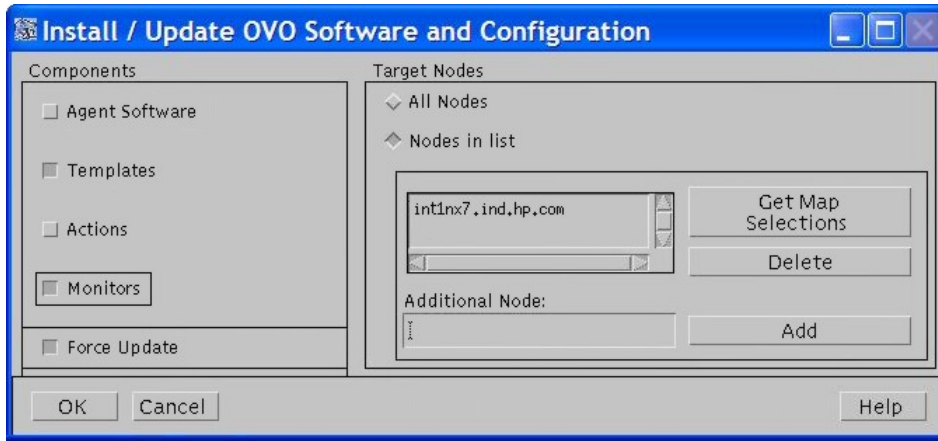 Install / Update OVO Software and Configuration
Components
Agent Software
Templates
Actions
Monitors
Force Update
Target Nodes
All Nodes
Nodes in list
int1nx7.ind.hp.com
Get Map
Selections
Delete
Additional Node:
Add
OK
Cancel
Help